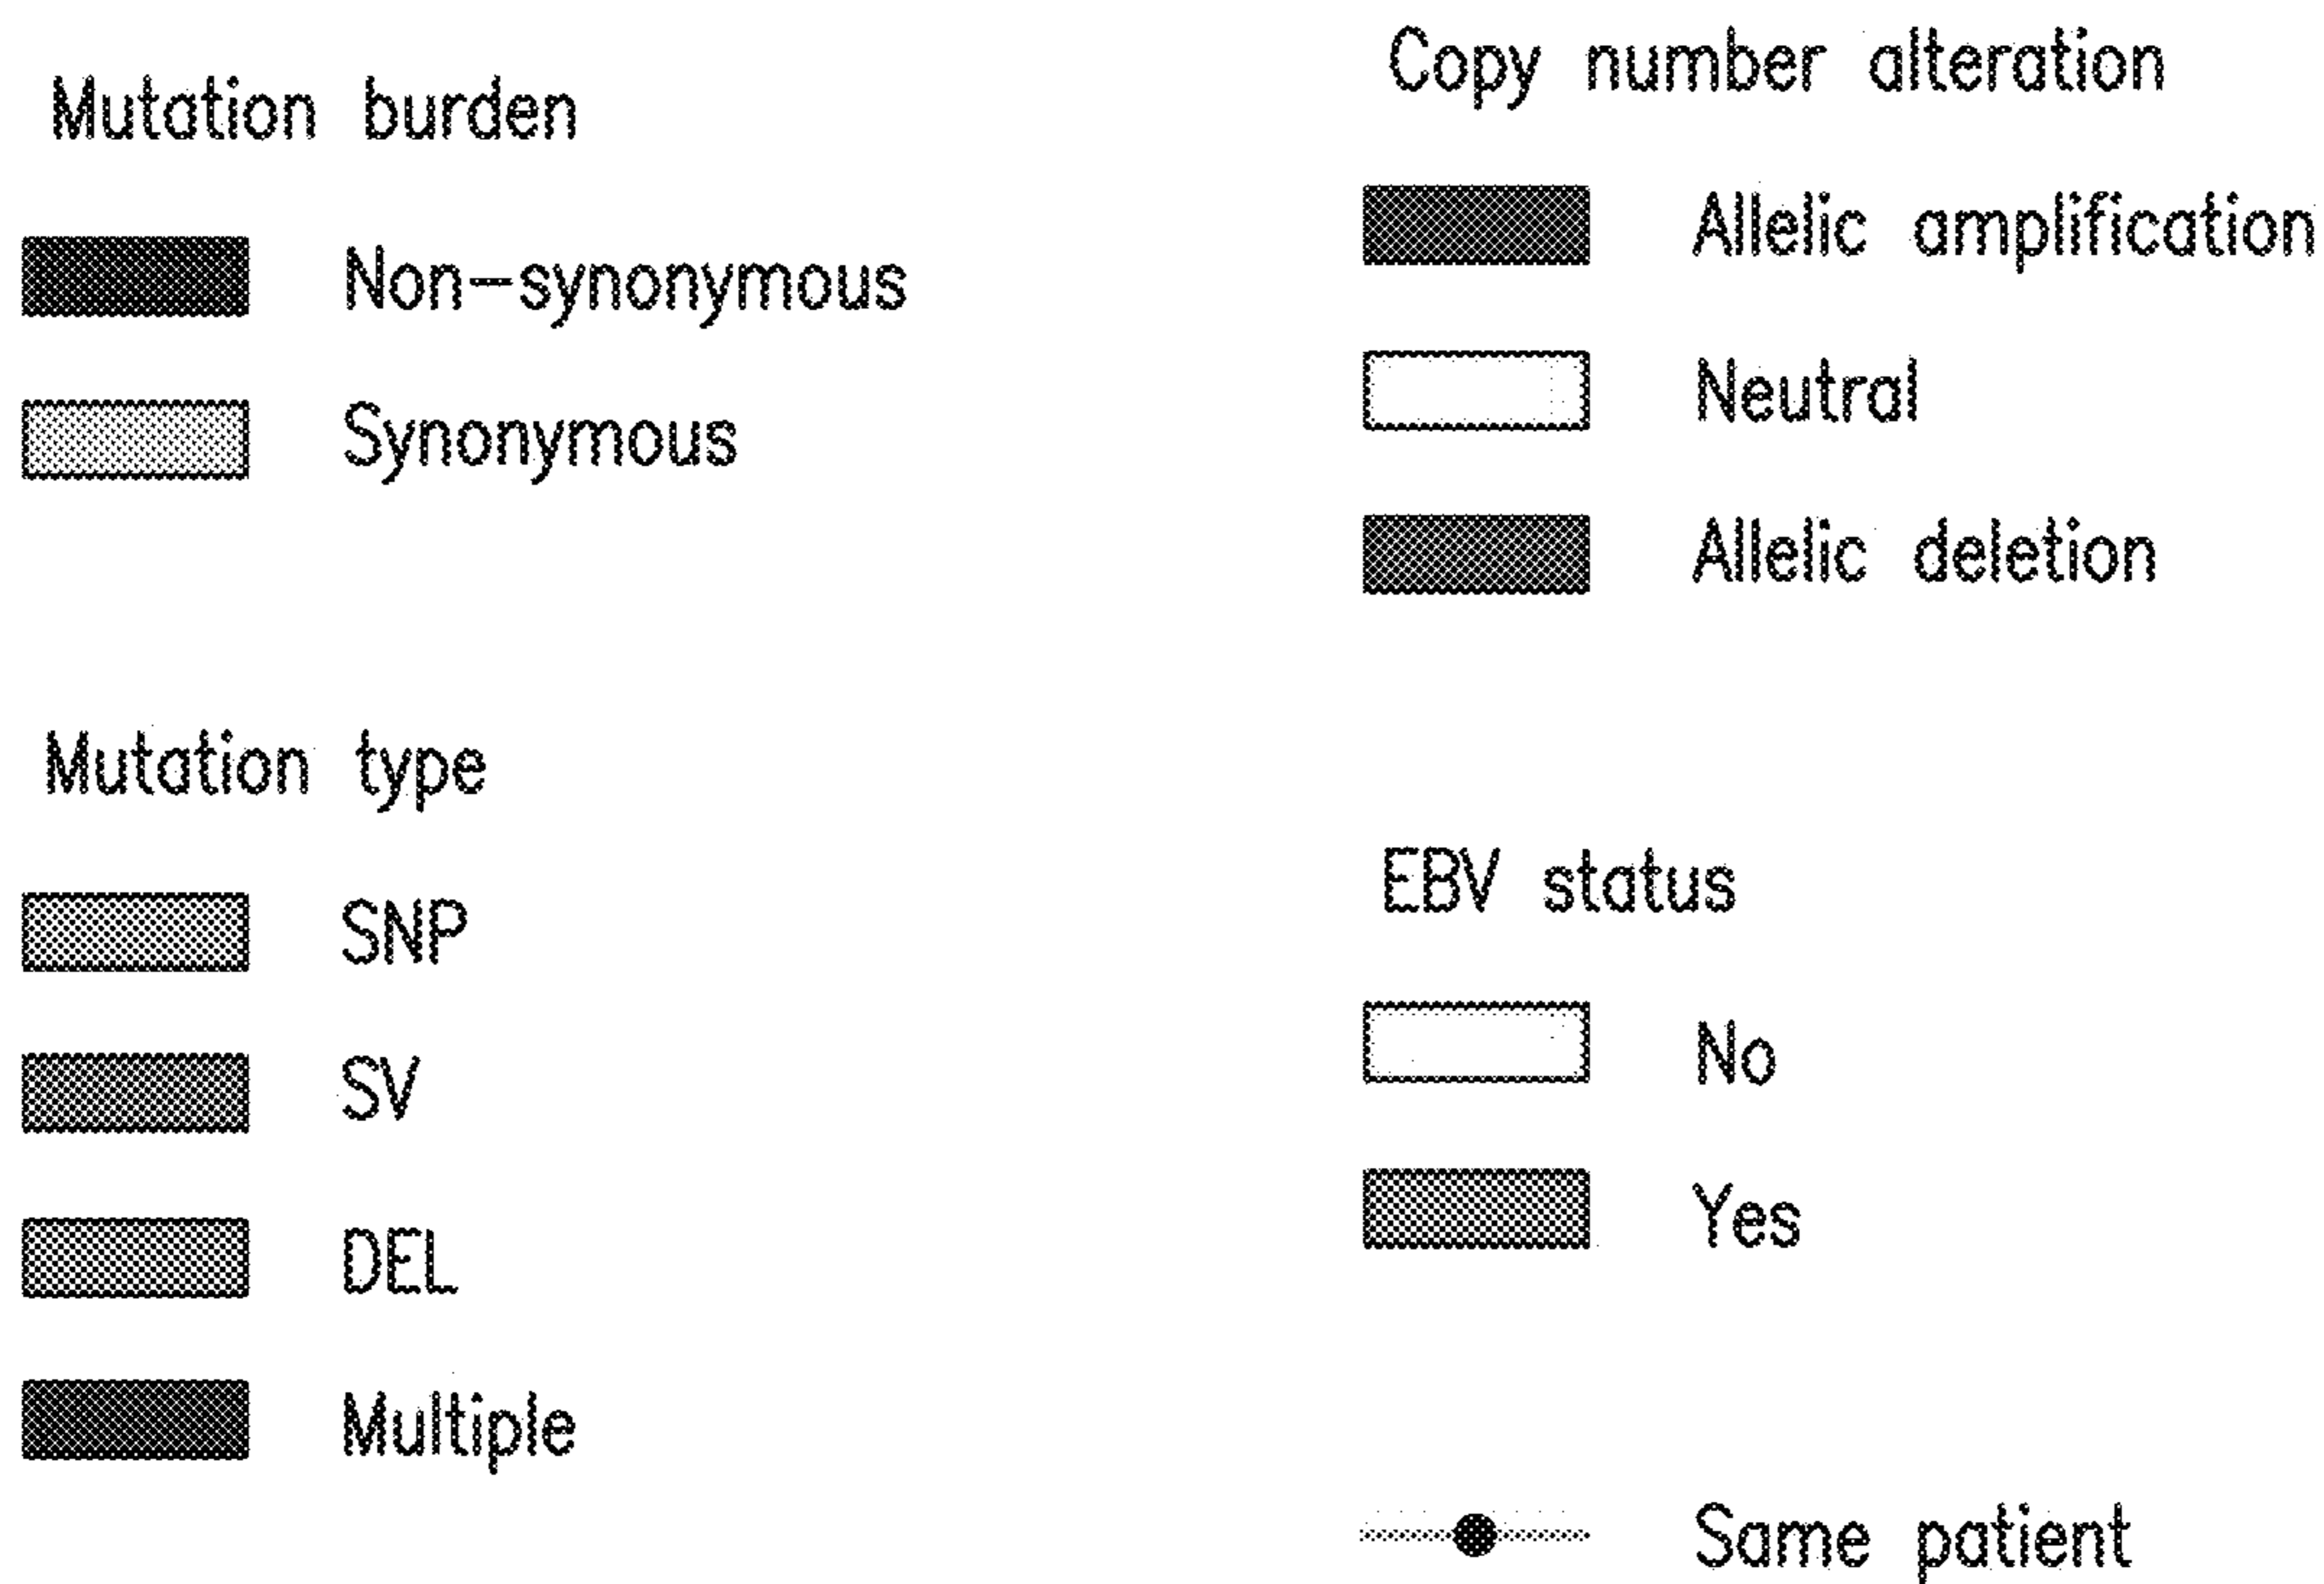 Mutation burden
Non-synonymous
Synonymous
Mutation type
SNP
SV
DEL
Multiple
Copy number alteration
Allelic amplification
Neutral
Allelic deletion
EBV status
No
Yes
Same patient